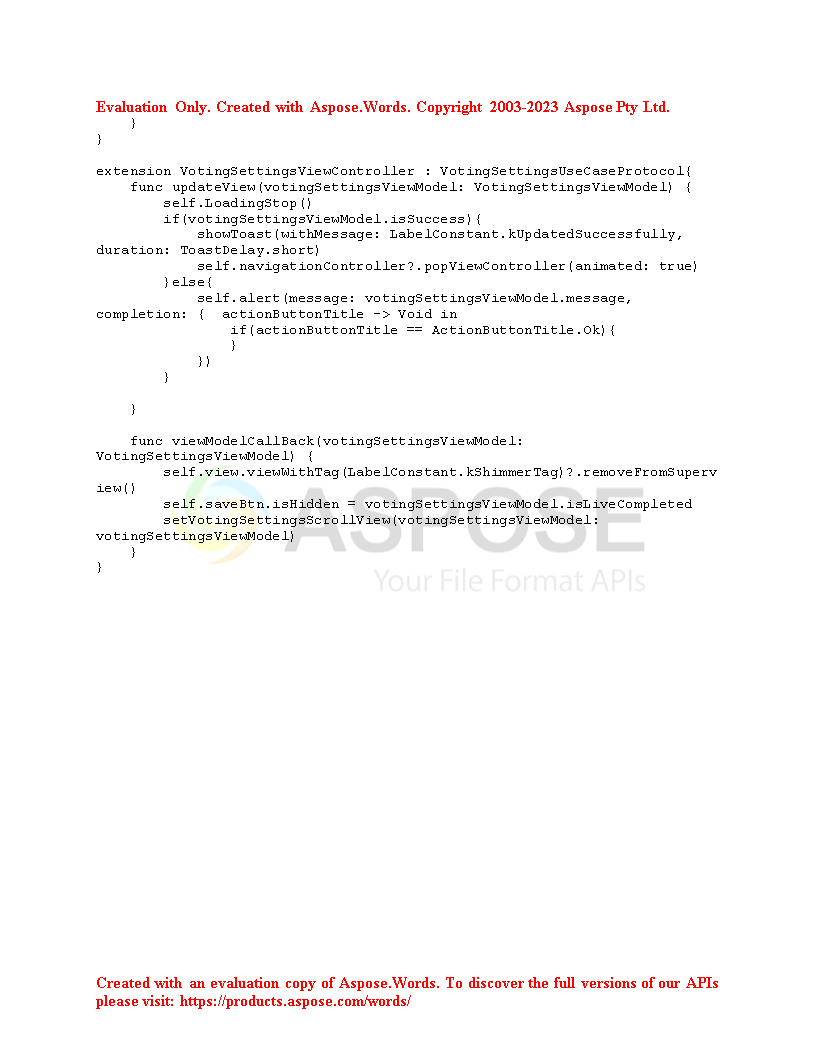 Evaluation Only. Created with Aspose.Words. Copyright 2003-2023 Aspose Pty Ltd.
    }
}

extension VotingSettingsViewController : VotingSettingsUseCaseProtocol{
    func updateView(votingSettingsViewModel: VotingSettingsViewModel) {
        self.LoadingStop()
        if(votingSettingsViewModel.isSuccess){
            showToast(withMessage: LabelConstant.kUpdatedSuccessfully,
duration: ToastDelay.short)
            self.navigationController?.popViewController(animated: true)
        }else{
            self.alert(message: votingSettingsViewModel.message,
completion: {  actionButtonTitle -> Void in
                if(actionButtonTitle == ActionButtonTitle.Ok){
                }
            })
        }

    }

    func viewModelCallBack(votingSettingsViewModel:
VotingSettingsViewModel) {
        self.view.viewWithTag(LabelConstant.kShimmerTag)?.removeFromSuperv
iew()
        self.saveBtn.isHidden = votingSettingsViewModel.isLiveCompleted
        setVotingSettingsScrollView(votingSettingsViewModel:
votingSettingsViewModel)
    }
}
ASPOSE
Your File Format APIs
Created with an evaluation copy of Aspose.Words. To discover the full versions of our APIs
please visit: https://products.aspose.com/words/